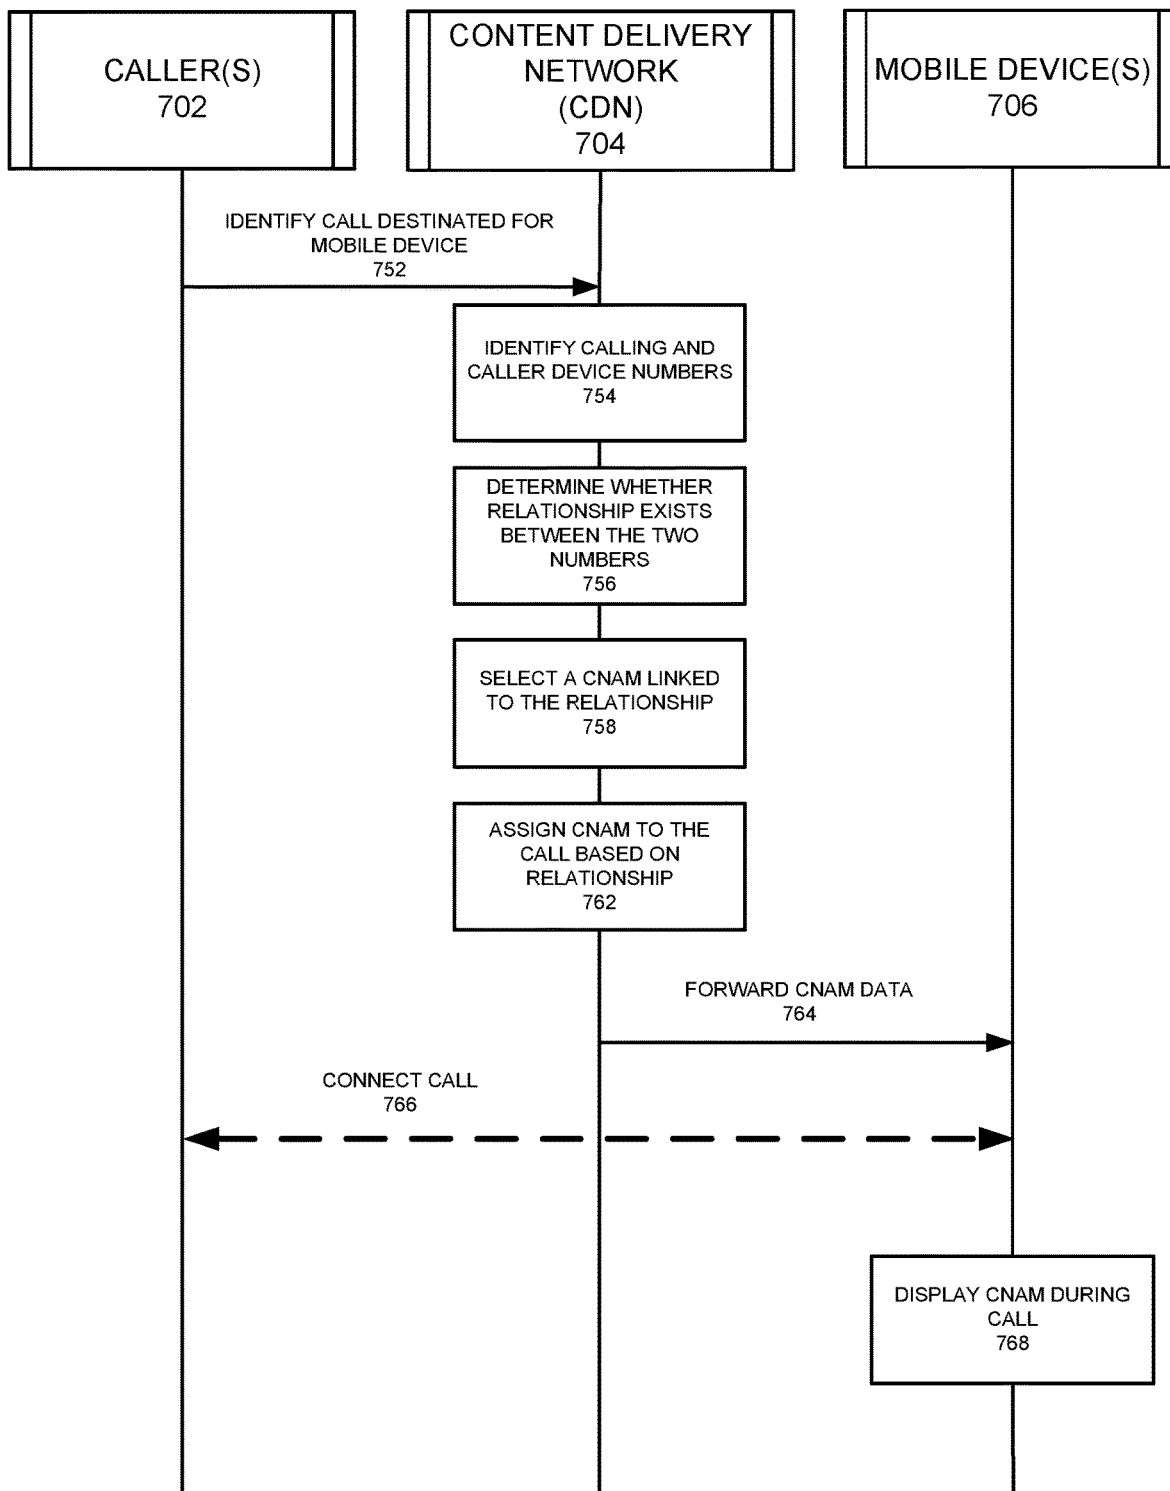 CALLER(S)
702
CONTENT DELIVERY
NETWORK
(CDN)
704
MOBILE DEVICE(S)
706
IDENTIFY CALL DESTINATED FOR
MOBILE DEVICE
752
IDENTIFY CALLING AND
CALLER DEVICE NUMBERS
754
DETERMINE WHETHER
RELATIONSHIP EXISTS
BETWEEN THE TWO
NUMBERS
756
SELECT A CNAM LINKED
TO THE RELATIONSHIP
758
ASSIGN CNAM TO THE
CALL BASED ON
RELATIONSHIP
762
FORWARD CNAM DATA
764
CONNECT CALL
766
DISPLAY CNAM DURING
CALL
768